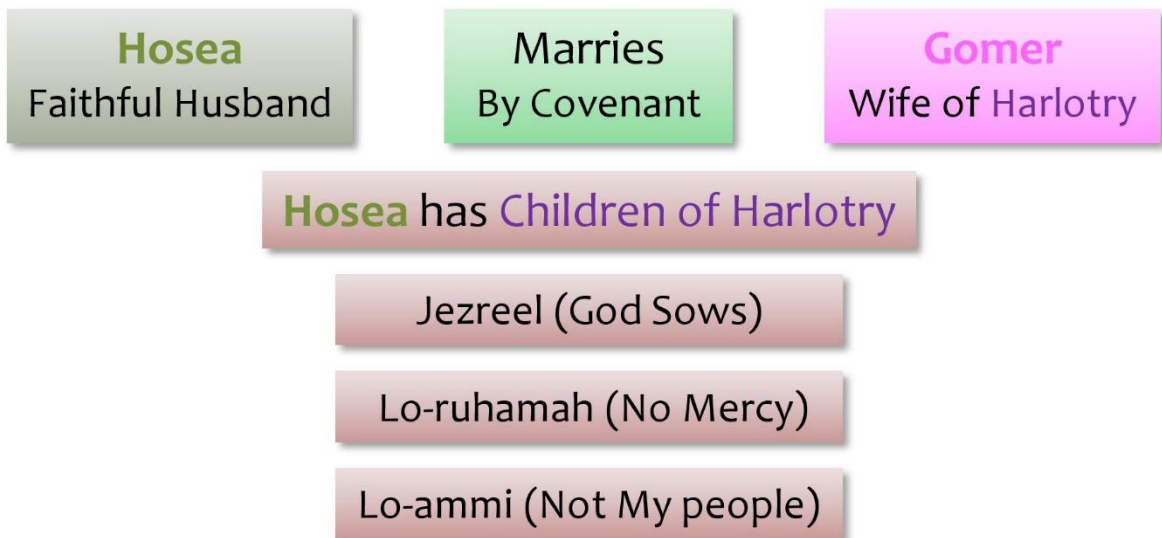 Hosea
Faithful Husband
Marries
By Covenant
Gomer
Wife of Harlotry
Hosea has Children of Harlotry
Jezreel (God Sows)
Lo-ruhamah (No Mercy)
Lo-ammi (Not My people)